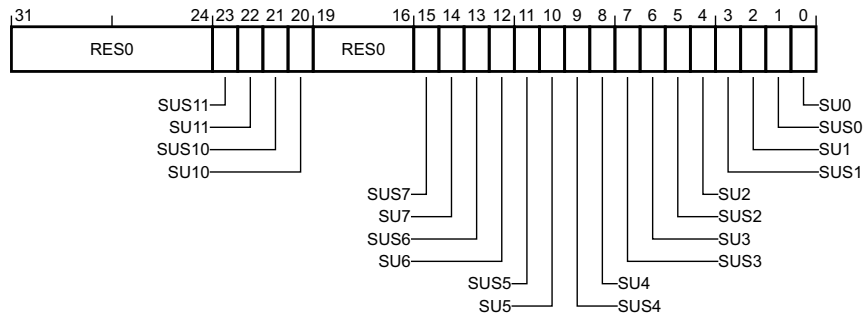 31 24 23 22 21 20 19 16 15 14 13 12 11 10 9 8 7 6 5 4 3 2 1 0
RES0 RES0
SUS11 SU0
SU11 SUS0
SUS10 SU1
SU10 SUS1
SUS7 SU2
SU7 SUS2
SUS6 SU3
SU6 SUS3
SUS5 SU4
SU5 SUS4